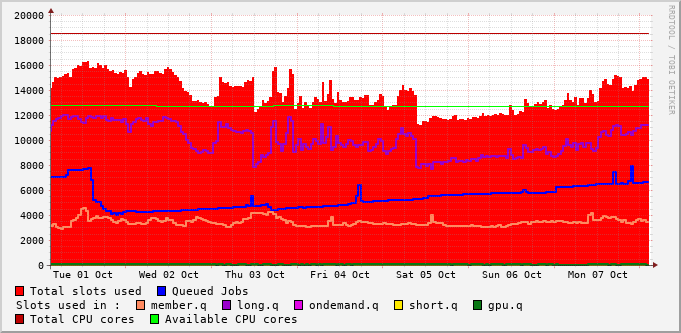 RRDTOOL / TOBI OETIKER
20000
18000
16000
14000
12000
10000
8000
6000
4000
2000
0
Tue 01 Oct Wed 02 Oct Thu 03 Oct Fri 04 Oct Sat 05 Oct Sun 06 Oct Mon 07 Oct
Total slots used Queued Jobs
Slots used in : member.q long.q ondemand.q short.q gpu.q
Total CPU cores Available CPU cores